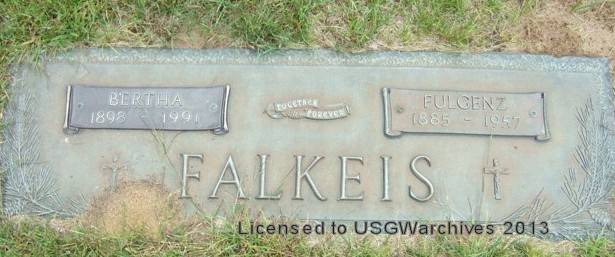 BERTHA
1898 - 1991
TOGETHER
FOREVER
FULGENZ
1885 - 1957
FALKEIS
Licensed to USGWarchives 2013